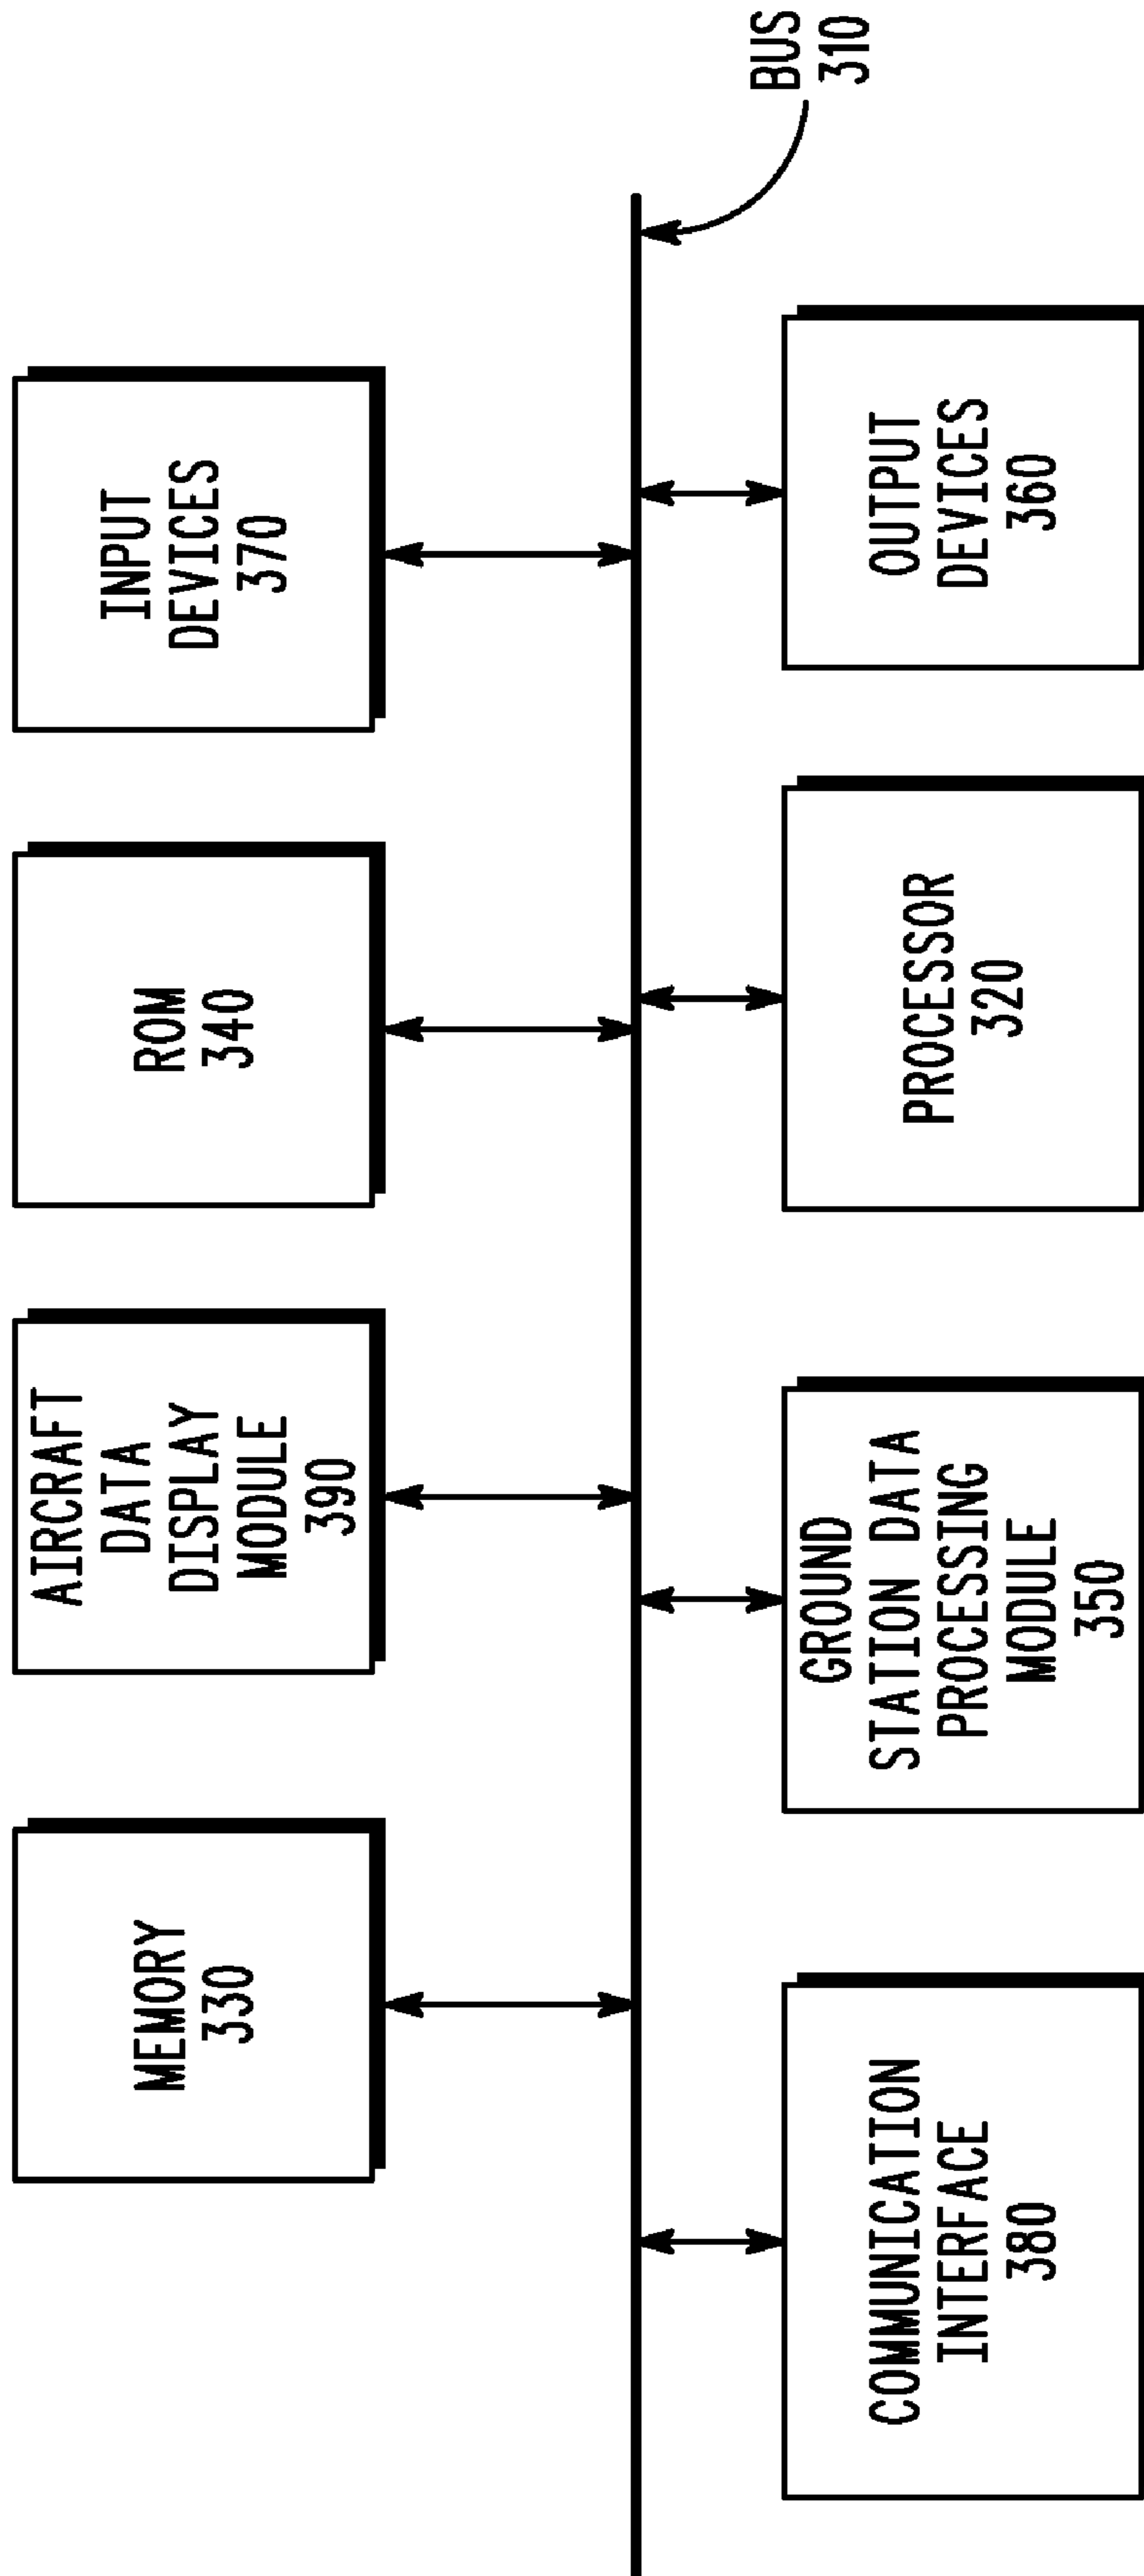 MEMORY
330
AIRCRAFT
DATA
DISPLAY
MODULE
390
ROM
340
INPUT
DEVICES
370
BUS
310
COMMUNICATION
INTERFACE
380
GROUND
STATION DATA
PROCESSING
MODULE
350
PROCESSOR
320
OUTPUT
DEVICES
360